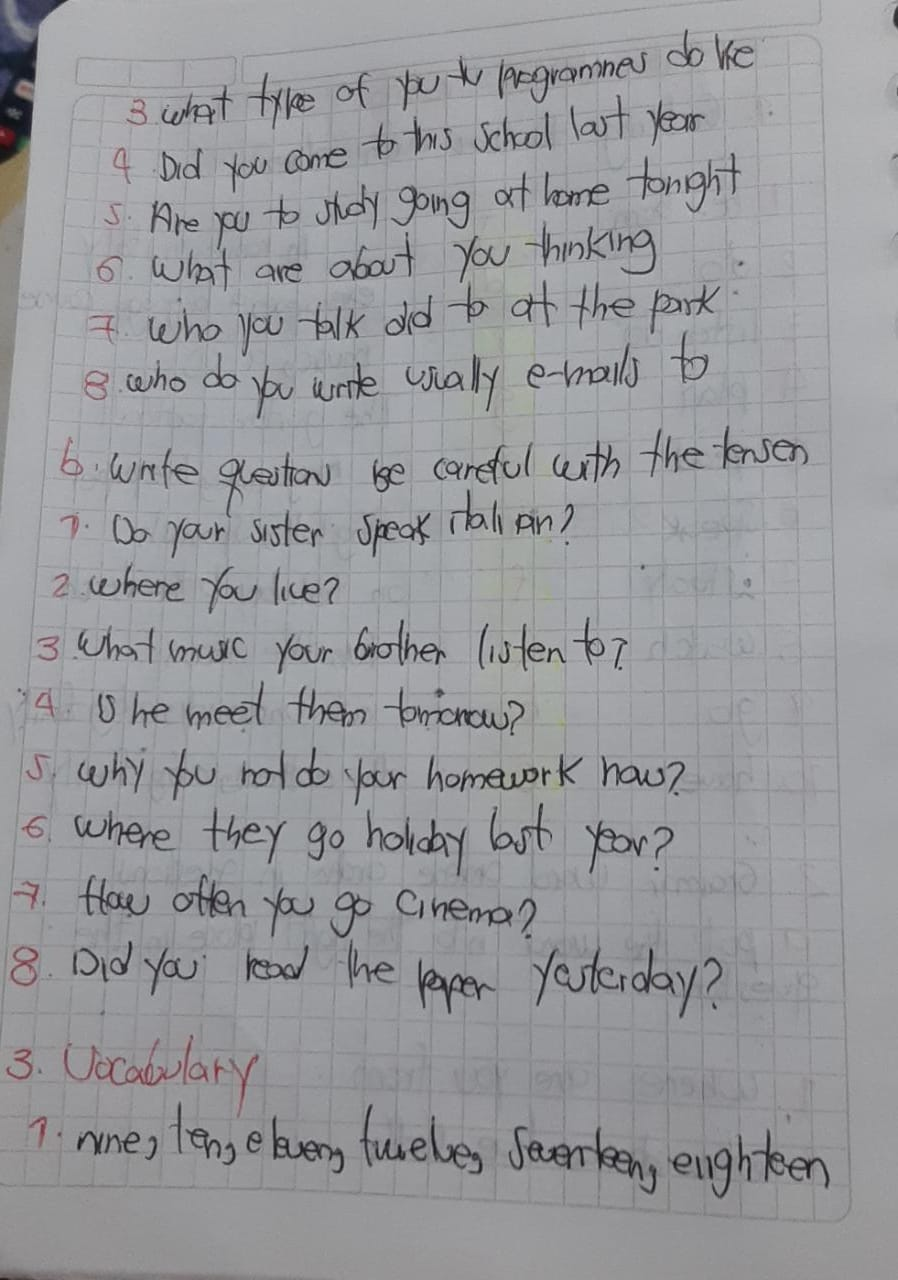 3. what type of you tv programmes do like
4 Did you come to this school last year
5. Are you to study going at home tonight
6. What are about you thinking
7. Who you talk did to at the park
8. who do you write usually e-mails to
b. write question be careful with the tensen
1. Do your sister speak italian?
2. where you live?
3 what music your brother listen to?
4. Is he meet them tomorrow?
5, why you not do your homework now?
6. where they go holiday last year?
7. How often you go cinema?
8. Did you read the paper yesterday?
3. Vocabulary
1. nine, ten, eleven, twelve, seventeen, eighteen